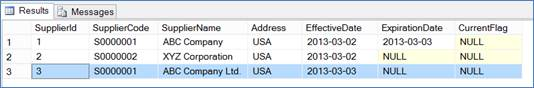 Results Messages
SupplierId SupplierCode SupplierName Address EffectiveDate ExpirationDate CurrentFlag
1 1 S0000001 ABC Company USA 2013-03-02 2013-03-03 NULL
2 2 S0000002 XYZ Corporation USA 2013-03-02 NULL NULL
3 3 S0000001 ABC Company Ltd. USA 2013-03-03 NULL NULL